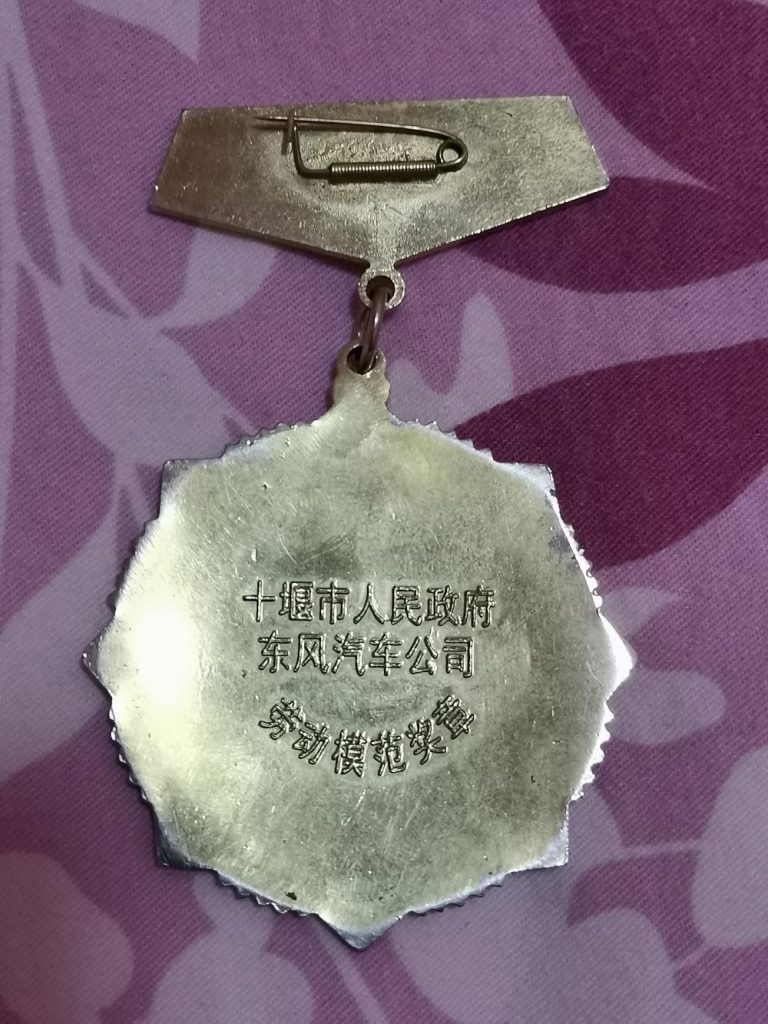 十堰市人民政府
东风汽车公司
劳动模范奖章